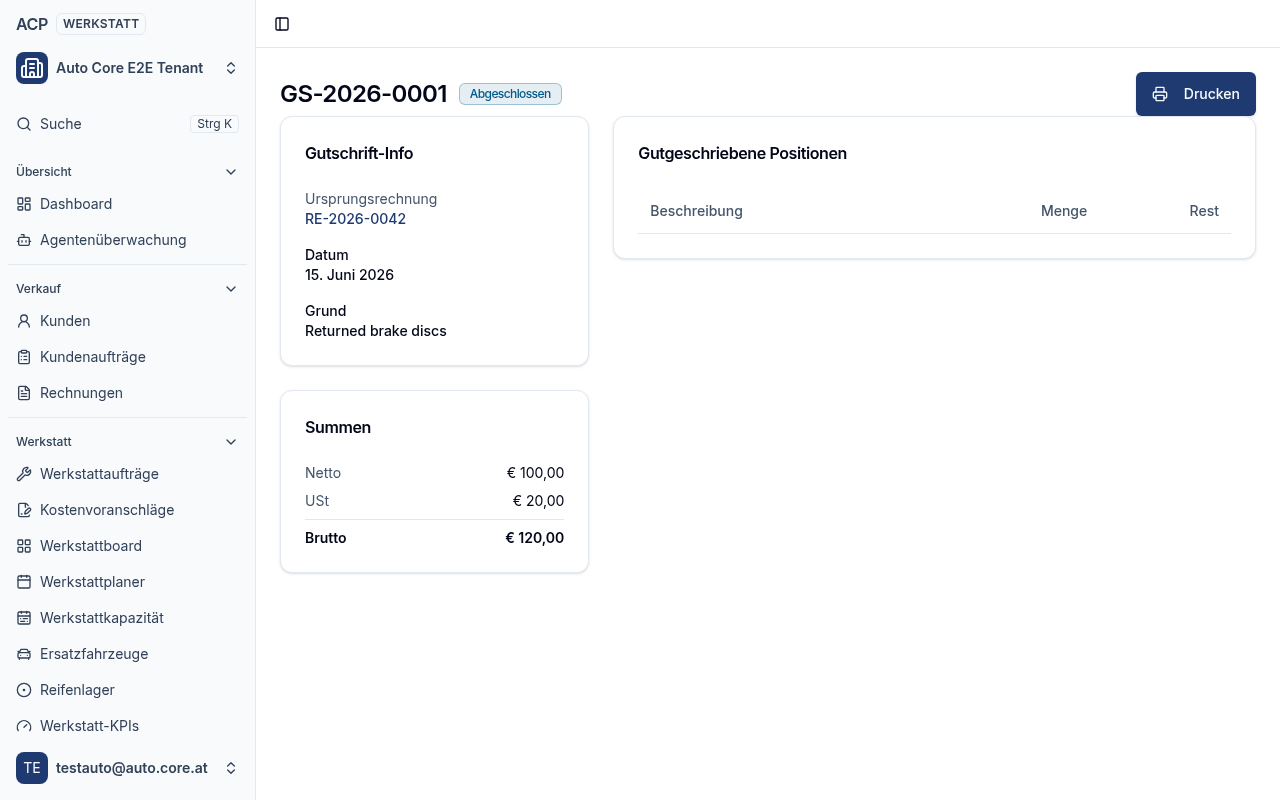 ACP WERKSTATT
Auto Core E2E Tenant
Suche Strg K
Übersicht
Dashboard
Agentenüberwachung
Verkauf
Kunden
Kundenaufträge
Rechnungen
Werkstatt
Werkstattaufträge
Kostenvoranschläge
Werkstattboard
Werkstattplaner
Werkstattkapazität
Ersatzfahrzeuge
Reifenlager
Werkstatt-KPIs
TE testauto@auto.core.at
GS-2026-0001 Abgeschlossen
Drucken
Gutschrift-Info
Ursprungsrechnung
RE-2026-0042
Datum
15. Juni 2026
Grund
Returned brake discs
Summen
Netto € 100,00
USt € 20,00
Brutto € 120,00
Gutgeschriebene Positionen
Beschreibung Menge Rest